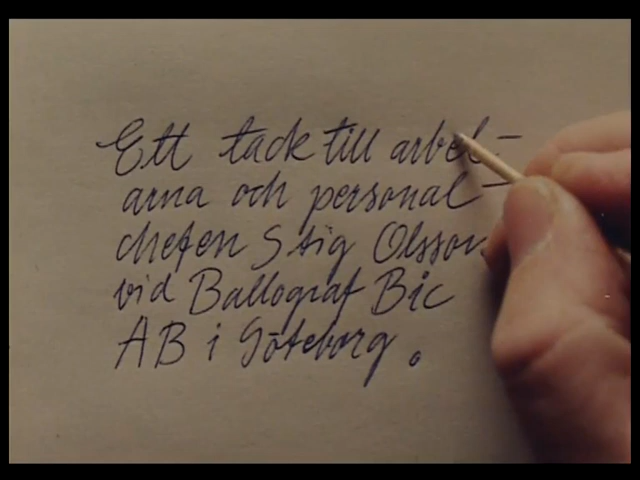 Ett tack till arbet-
arna och personal-
chefen Stig Olsson
vid Ballograf Bic
AB i Göteborg.